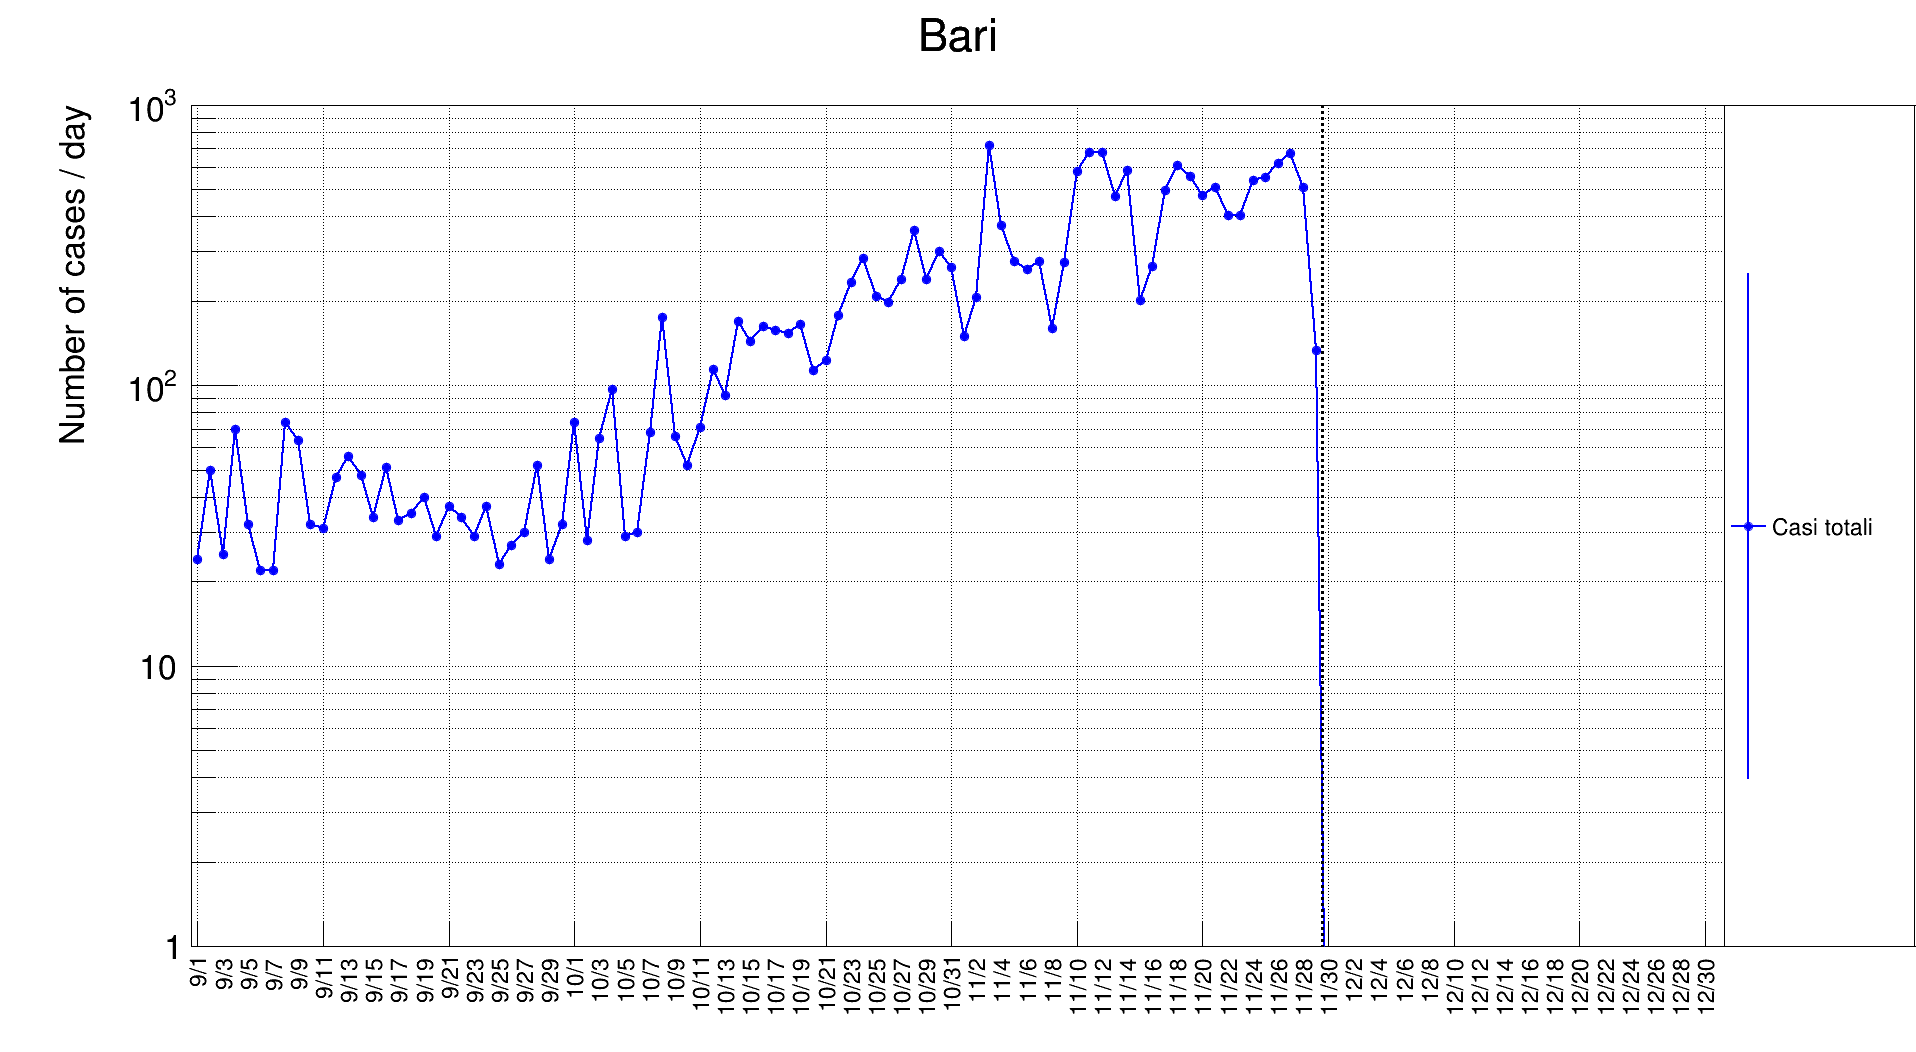 Bari
Number of cases / day
10³
10²
10
1
9/1 9/3 9/5 9/7 9/9 9/11 9/13 9/15 9/17 9/19 9/21 9/23 9/25 9/27 9/29 10/1 10/3 10/5 10/7 10/9 10/11 10/13 10/15 10/17 10/19 10/21 10/23 10/25 10/27 10/29 10/31 11/2 11/4 11/6 11/8 11/10 11/12 11/14 11/16 11/18 11/20 11/22 11/24 11/26 11/28 11/30 12/2 12/4 12/6 12/8 12/10 12/12 12/14 12/16 12/18 12/20 12/22 12/24 12/26 12/28 12/30
Casi totali